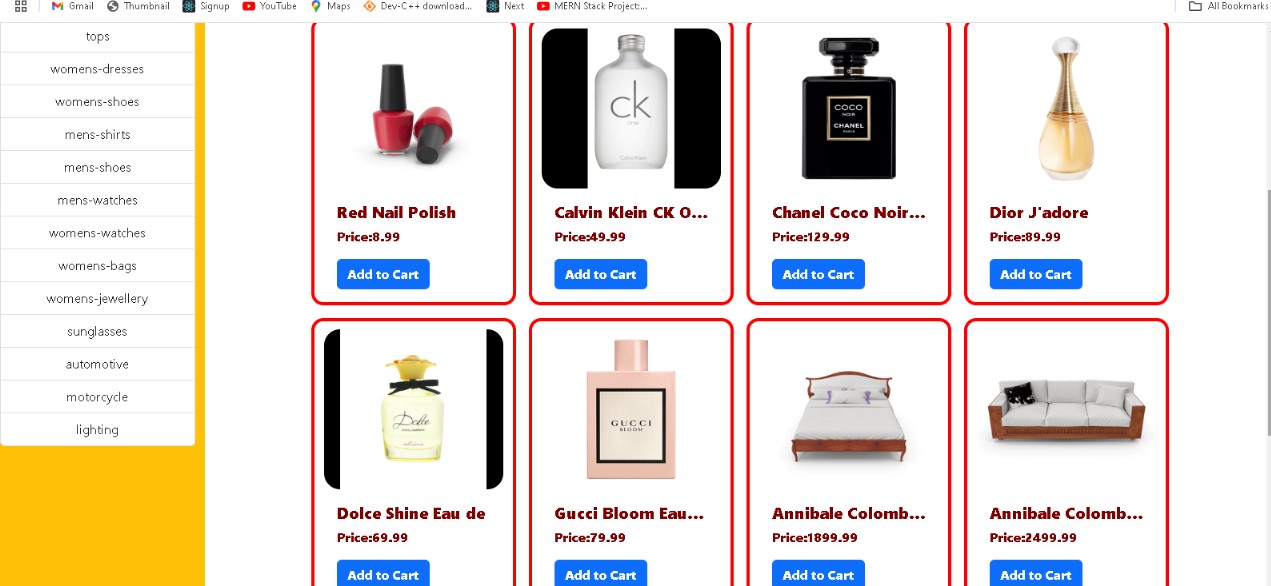 Gmail Thumbnail Signup YouTube Maps Dev-C++ download... Next MERN Stack Project:... All Bookmarks
tops
womens-dresses
womens-shoes
mens-shirts
mens-shoes
mens-watches
womens-watches
womens-bags
womens-jewellery
sunglasses
automotive
motorcycle
lighting
ck
one
Calvin Klein
COCO
NOIR
CHANEL
PARIS
Red Nail Polish
Calvin Klein CK O...
Chanel Coco Noir...
Dior J'adore
Price:8.99
Price:49.99
Price:129.99
Price:89.99
Add to Cart
Add to Cart
Add to Cart
Add to Cart
Dolce
GUCCI
BLOOM
Dolce Shine Eau de
Gucci Bloom Eau...
Annibale Colomb...
Annibale Colomb...
Price:69.99
Price:79.99
Price:1899.99
Price:2499.99
Add to Cart
Add to Cart
Add to Cart
Add to Cart